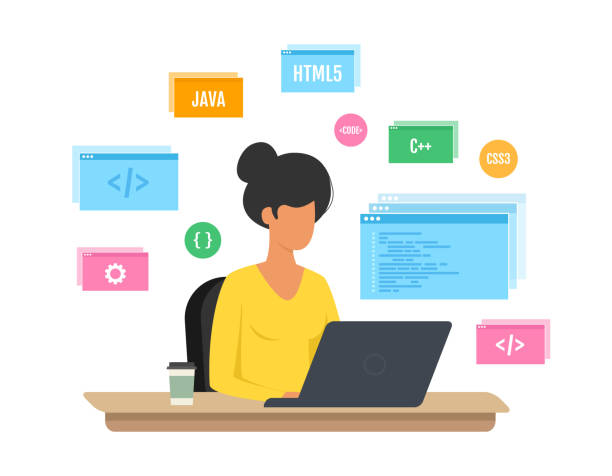 HTML5
JAVA
<CODE>
C++
CSS3
</>
{ }
</>